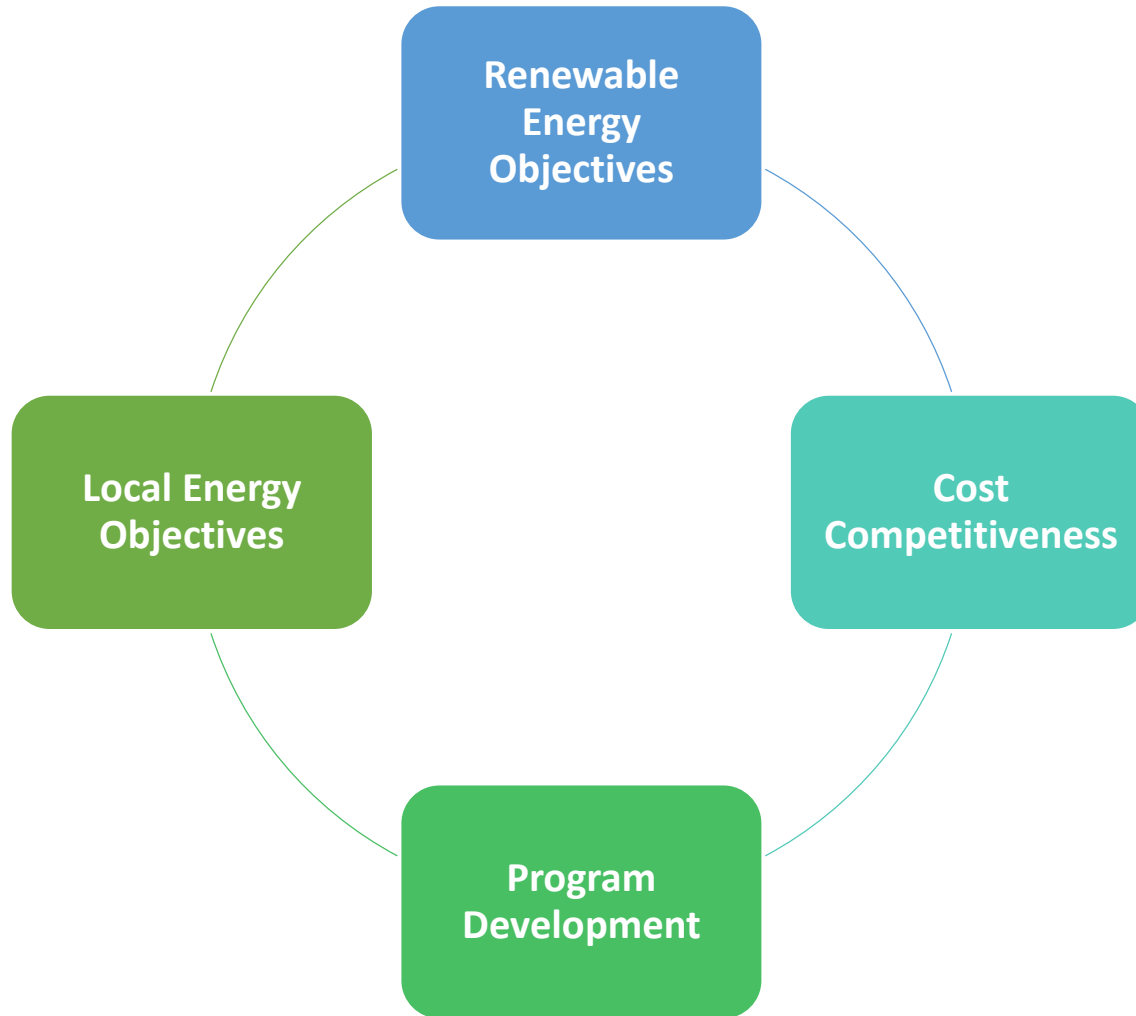 Renewable
Energy
Objectives
Local Energy
Objectives
Cost
Competitiveness
Program
Development